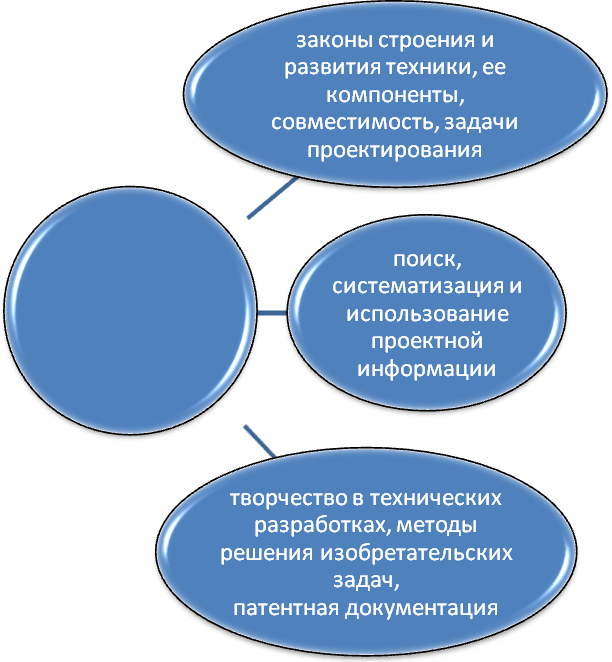 законы строения и
развития техники, ее
компоненты,
совместимость, задачи
проектирования
поиск,
систематизация и
использование
проектной
информации
творчество в технических
разработках, методы
решения изобретательских
задач,
патентная документация